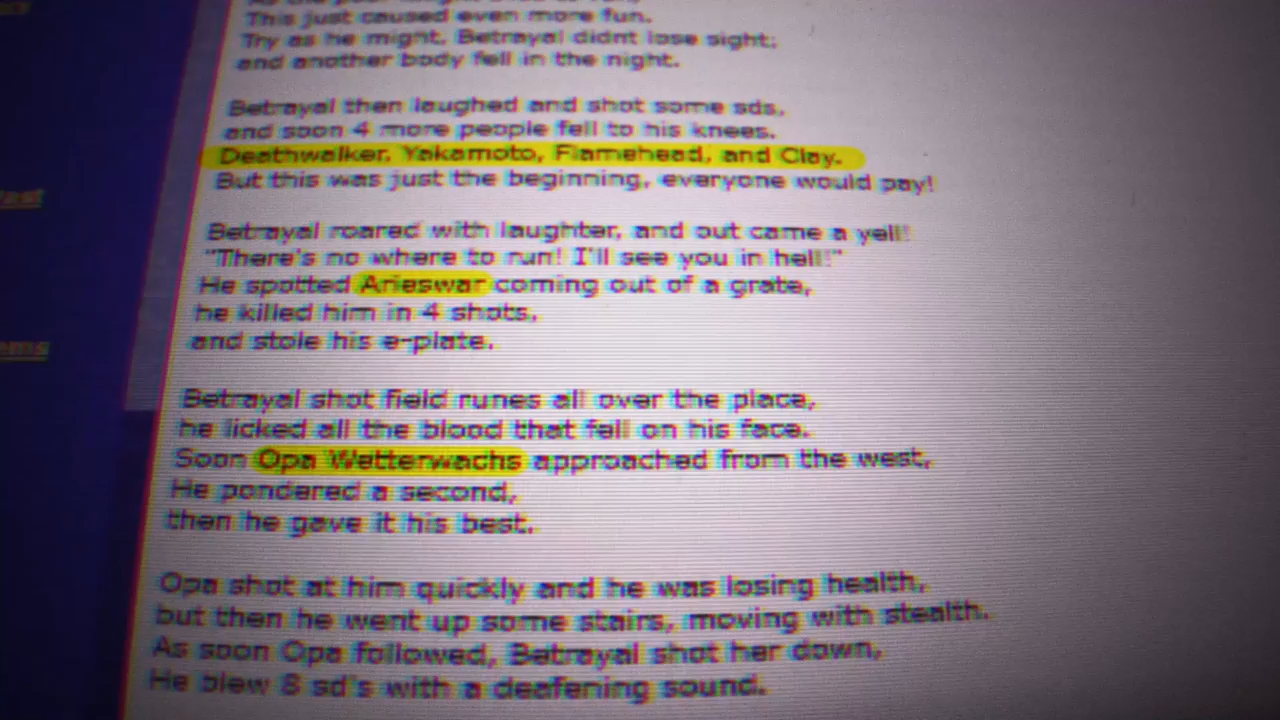 This just caused even more fun.
Try as he might, Betrayal didnt lose sight;
and another body fell in the night.
Betrayal then laughed and shot some sds,
and soon 4 more people fell to his knees.
Deathwalker, Yakamoto, Flamehead, and Clay.
But this was just the beginning, everyone would pay!
Betrayal roared with laughter, and out came a yell!
"There's no where to run! I'll see you in hell!"
He spotted Arieswar coming out of a grate,
he killed him in 4 shots,
and stole his e-plate.
Betrayal shot field runes all over the place,
he licked all the blood that fell on his face.
Soon Opa Wetterwachs approached from the west,
He pondered a second,
then he gave it his best.
Opa shot at him quickly and he was losing health,
but then he went up some stairs, moving with stealth.
As soon Opa followed, Betrayal shot her down,
He blew 8 sd's with a deafening sound.